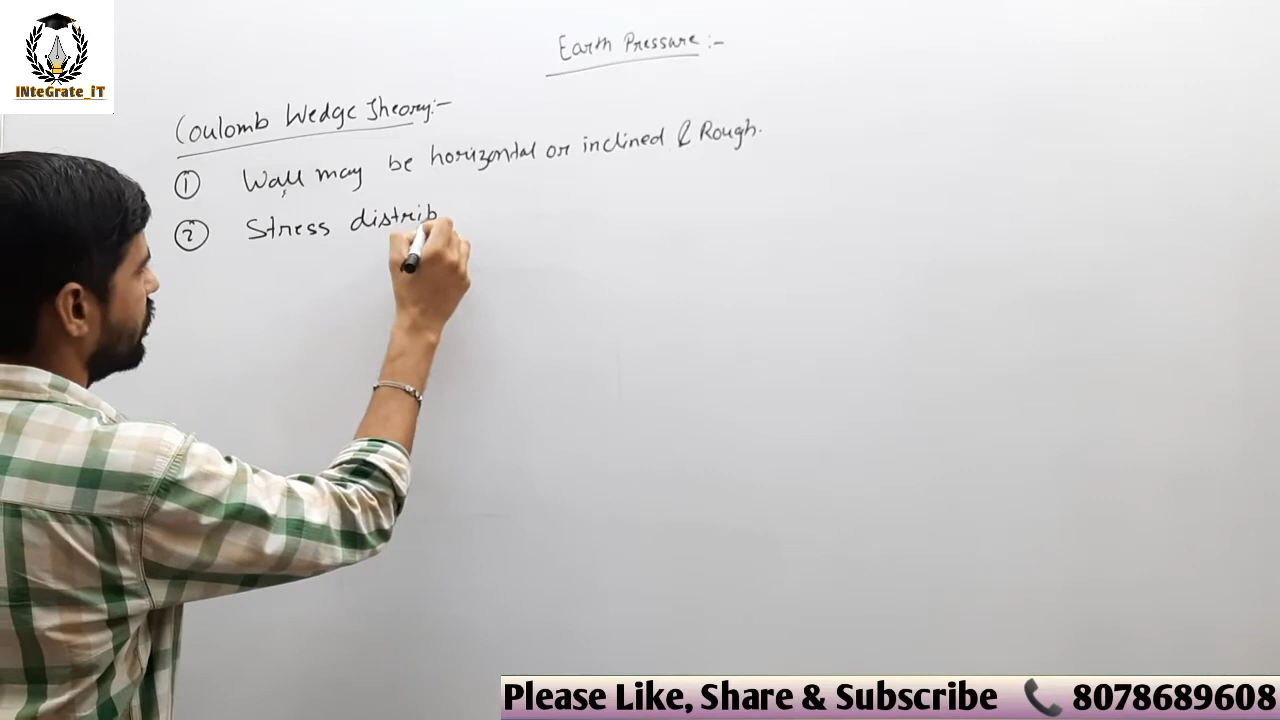 INteGrate_iT
Earth Pressure :-
Coulomb Wedge Theory:-
① Wall may be horizontal or inclined & Rough.
② Stress distrib
Please Like, Share & Subscribe 📞 8078689608